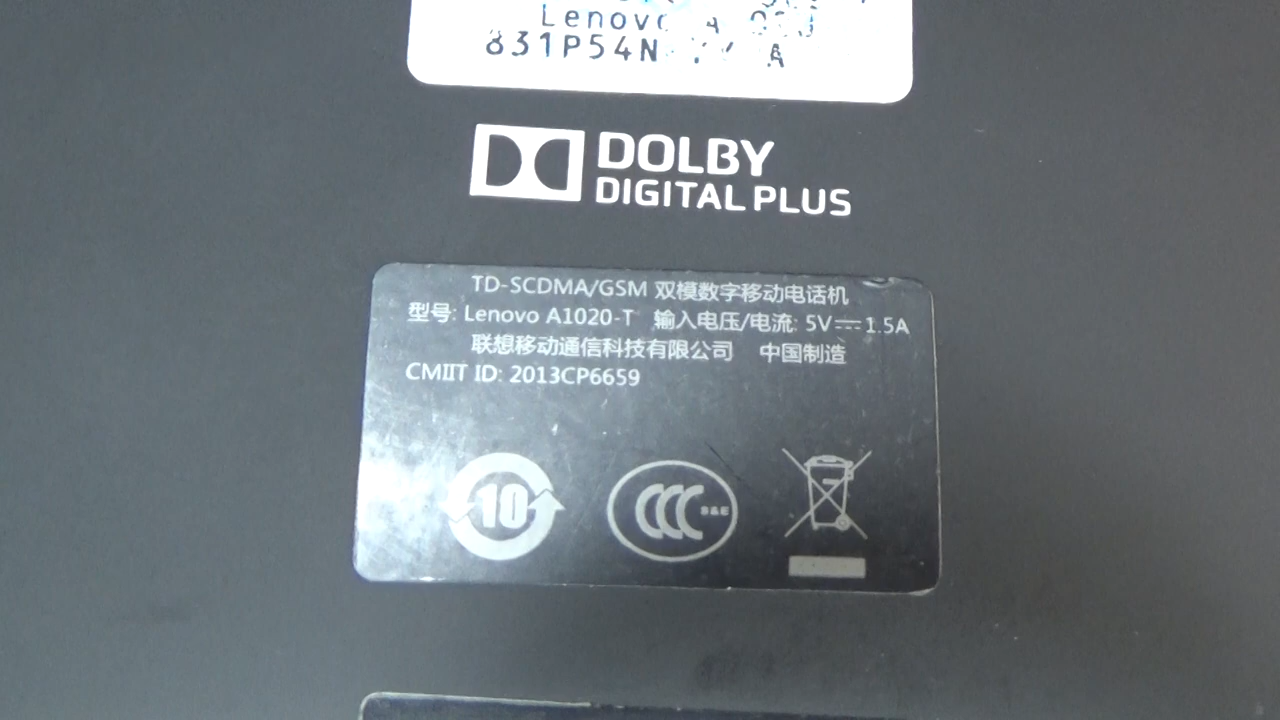 Lenovo
831P54N
DOLBY
DIGITAL PLUS
TD-SCDMA/GSM 双模数字移动电话机
型号: Lenovo A1020-T 输入电压/电流: 5V⎓1.5A
联想移动通信科技有限公司 中国制造
CMIIT ID: 2013CP6659
10
CCC S&E